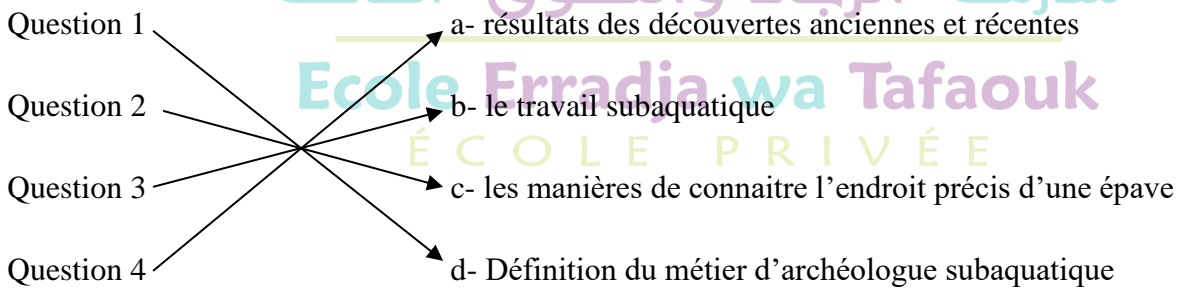 Question 1 a- résultats des découvertes anciennes et récentes
Ecole Erradja wa Tafaouk
Question 2 b- le travail subaquatique
ÉCOLE PRIVÉE
Question 3 c- les manières de connaitre l’endroit précis d’une épave
Question 4 d- Définition du métier d’archéologue subaquatique